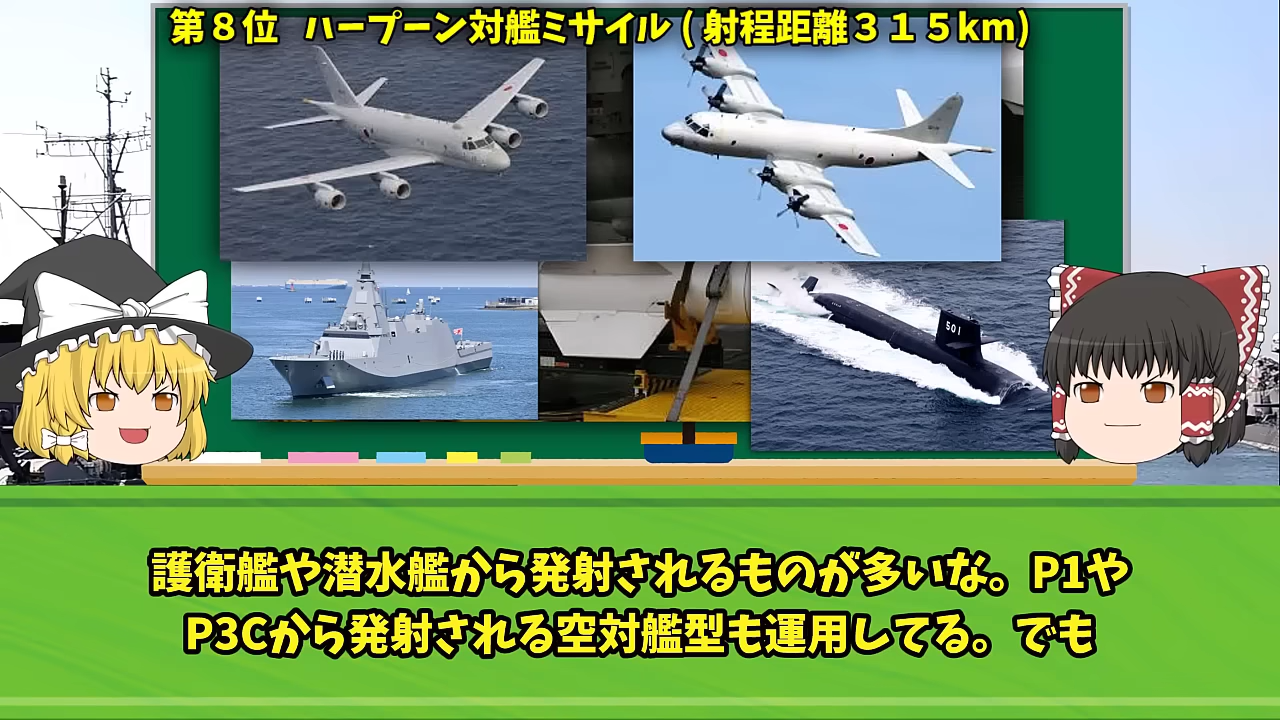 第８位 ハープーン対艦ミサイル ( 射程距離３１５km)
501
護衛艦や潜水艦から発射されるものが多いな。P1や
P3Cから発射される空対艦型も運用してる。でも